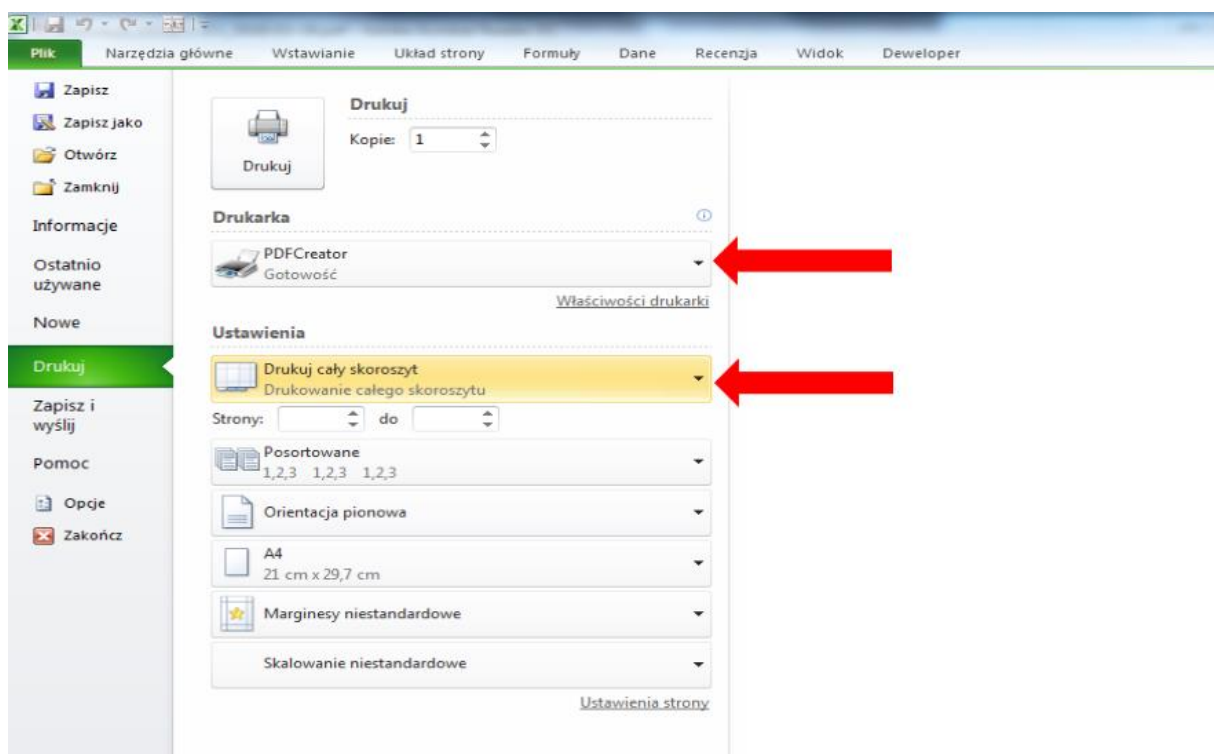 Plik Narzędzia główne Wstawianie Układ strony Formuły Dane Recenzja Widok Deweloper
Zapisz
Zapisz jako
Otwórz
Zamknij
Informacje
Ostatnio
używane
Nowe
Drukuj
Zapisz i
wyślij
Pomoc
Opcje
Zakończ
Drukuj
Drukuj
Kopie: 1
Drukarka
PDFCreator
Gotowość
Właściwości drukarki
Ustawienia
Drukuj cały skoroszyt
Drukowanie całego skoroszytu
Strony: do
Posortowane
1,2,3 1,2,3 1,2,3
Orientacja pionowa
A4
21 cm x 29,7 cm
Marginesy niestandardowe
Skalowanie niestandardowe
Ustawienia strony